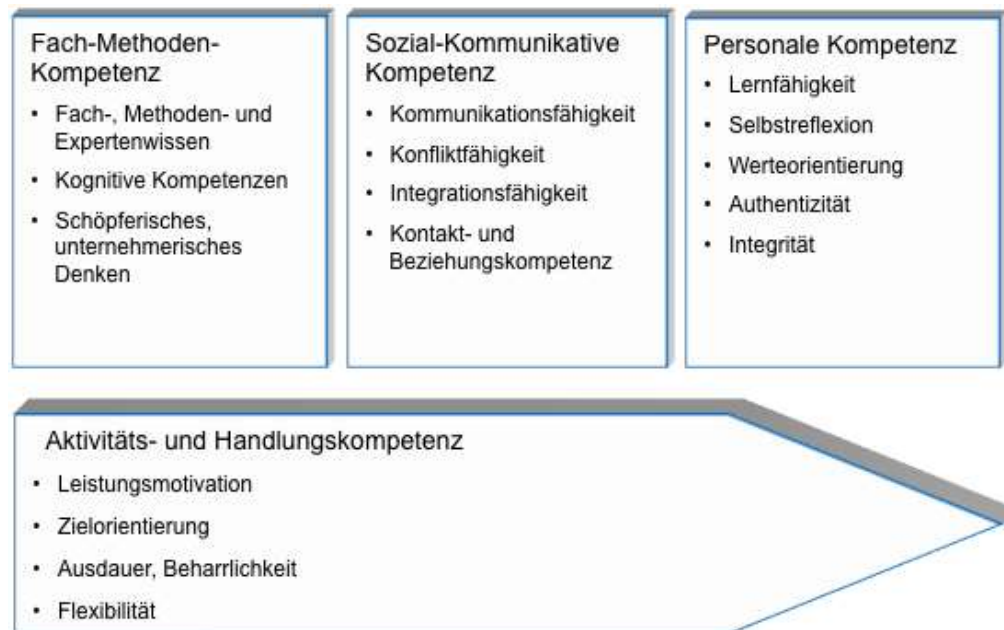 Fach-Methoden-
Kompetenz
• Fach-, Methoden- und
Expertenwissen
• Kognitive Kompetenzen
• Schöpferisches,
unternehmerisches
Denken
Sozial-Kommunikative
Kompetenz
• Kommunikationsfähigkeit
• Konfliktfähigkeit
• Integrationsfähigkeit
• Kontakt- und
Beziehungskompetenz
Personale Kompetenz
• Lernfähigkeit
• Selbstreflexion
• Werteorientierung
• Authentizität
• Integrität
Aktivitäts- und Handlungskompetenz
• Leistungsmotivation
• Zielorientierung
• Ausdauer, Beharrlichkeit
• Flexibilität